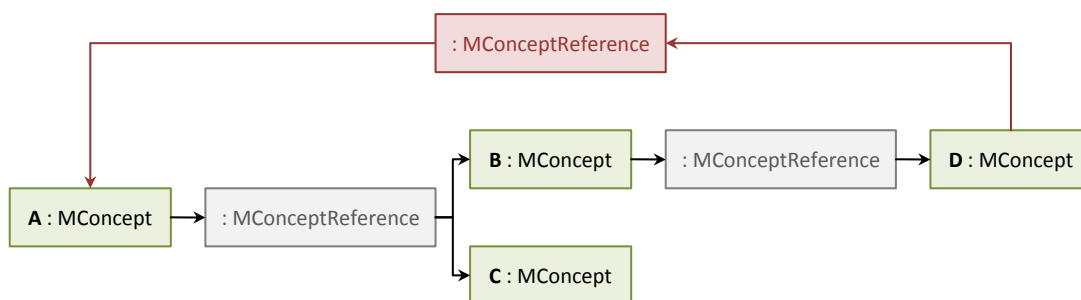 : MConceptReference
B : MConcept
: MConceptReference
D : MConcept
A : MConcept
: MConceptReference
C : MConcept